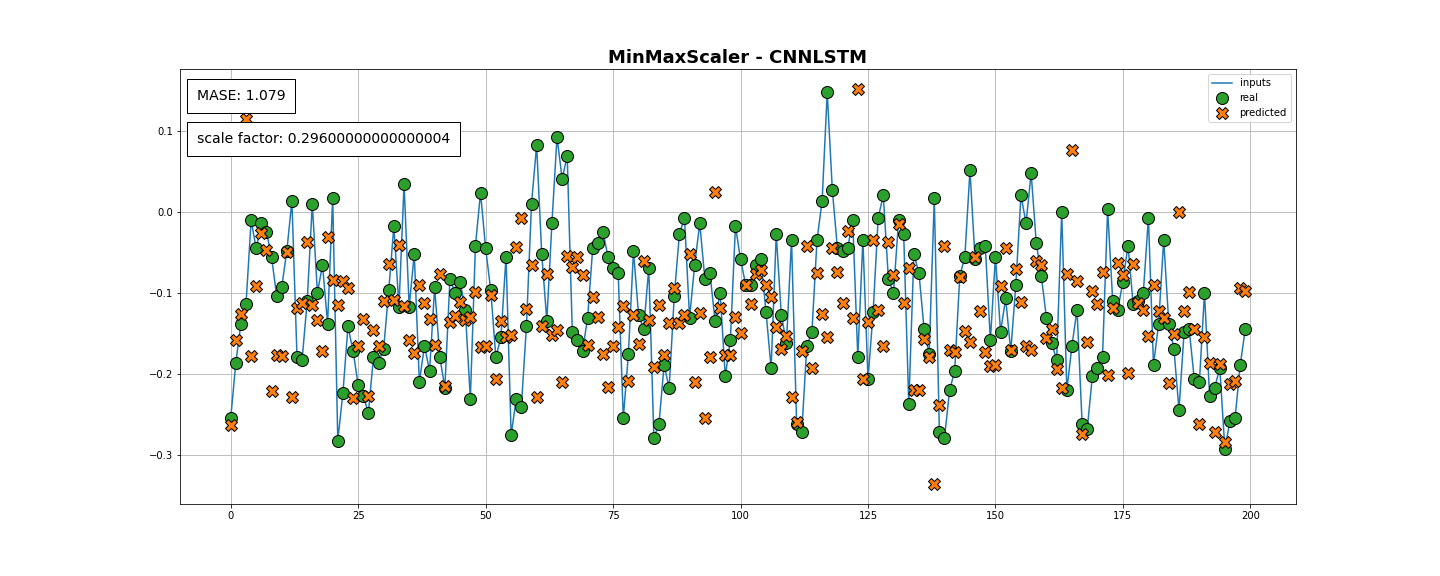 MinMaxScaler - CNNLSTM
MASE: 1.079
scale factor: 0.29600000000000004
inputs
real
predicted
0.1
0.0
−0.1
−0.2
−0.3
0 25 50 75 100 125 150 175 200